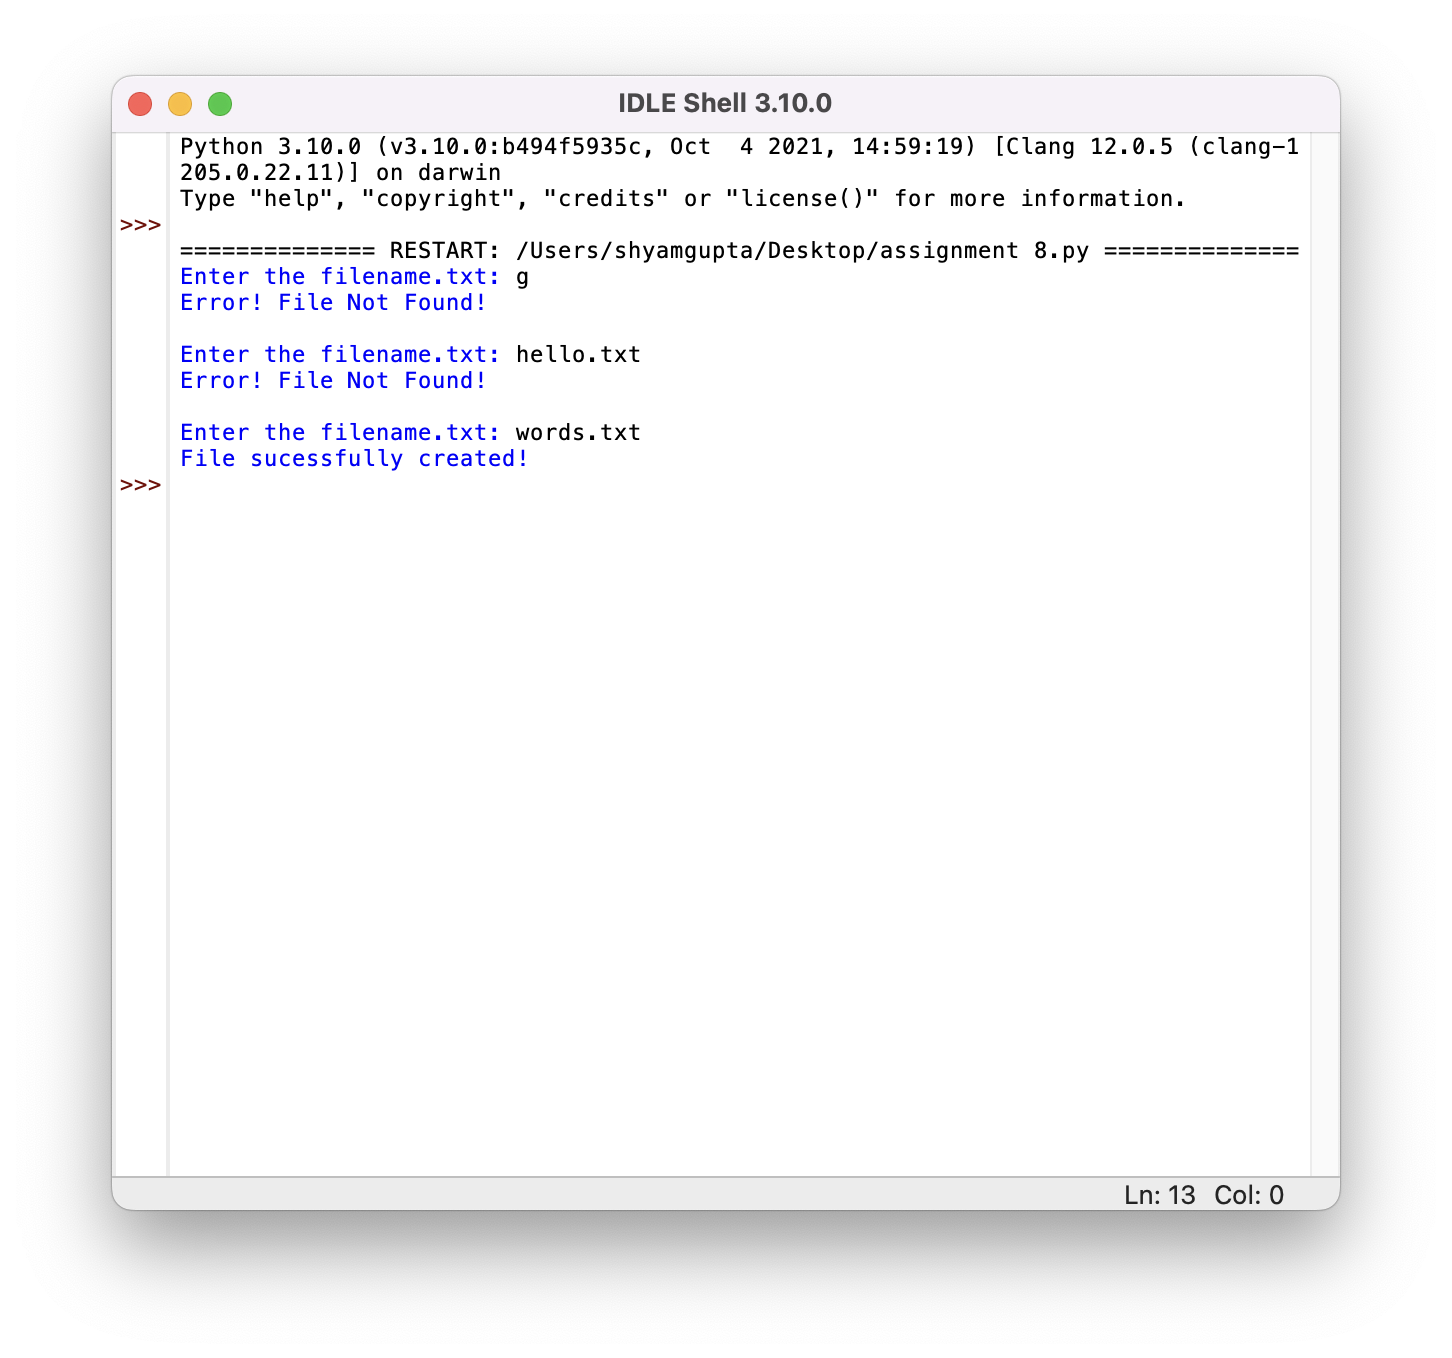 IDLE Shell 3.10.0
Python 3.10.0 (v3.10.0:b494f5935c, Oct  4 2021, 14:59:19) [Clang 12.0.5 (clang-1
205.0.22.11)] on darwin
Type "help", "copyright", "credits" or "license()" for more information.
>>>
============== RESTART: /Users/shyamgupta/Desktop/assignment 8.py ==============
Enter the filename.txt: g
Error! File Not Found!
Enter the filename.txt: hello.txt
Error! File Not Found!
Enter the filename.txt: words.txt
File sucessfully created!
>>>
Ln: 13 Col: 0